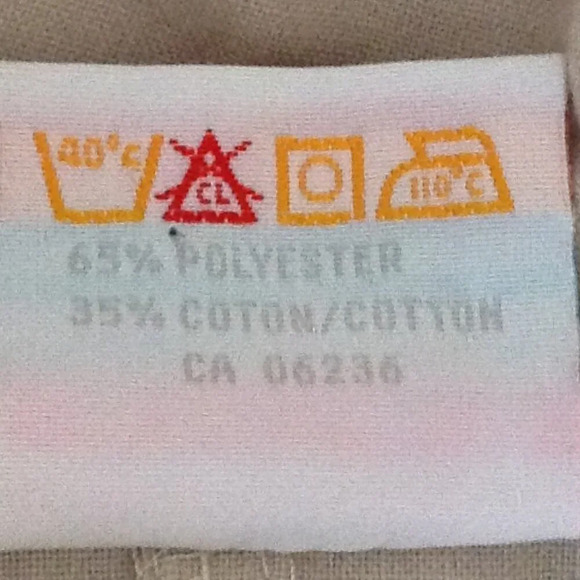 40°C CL 110°C
65% POLYESTER
35% COTON/COTTON
CA 06236